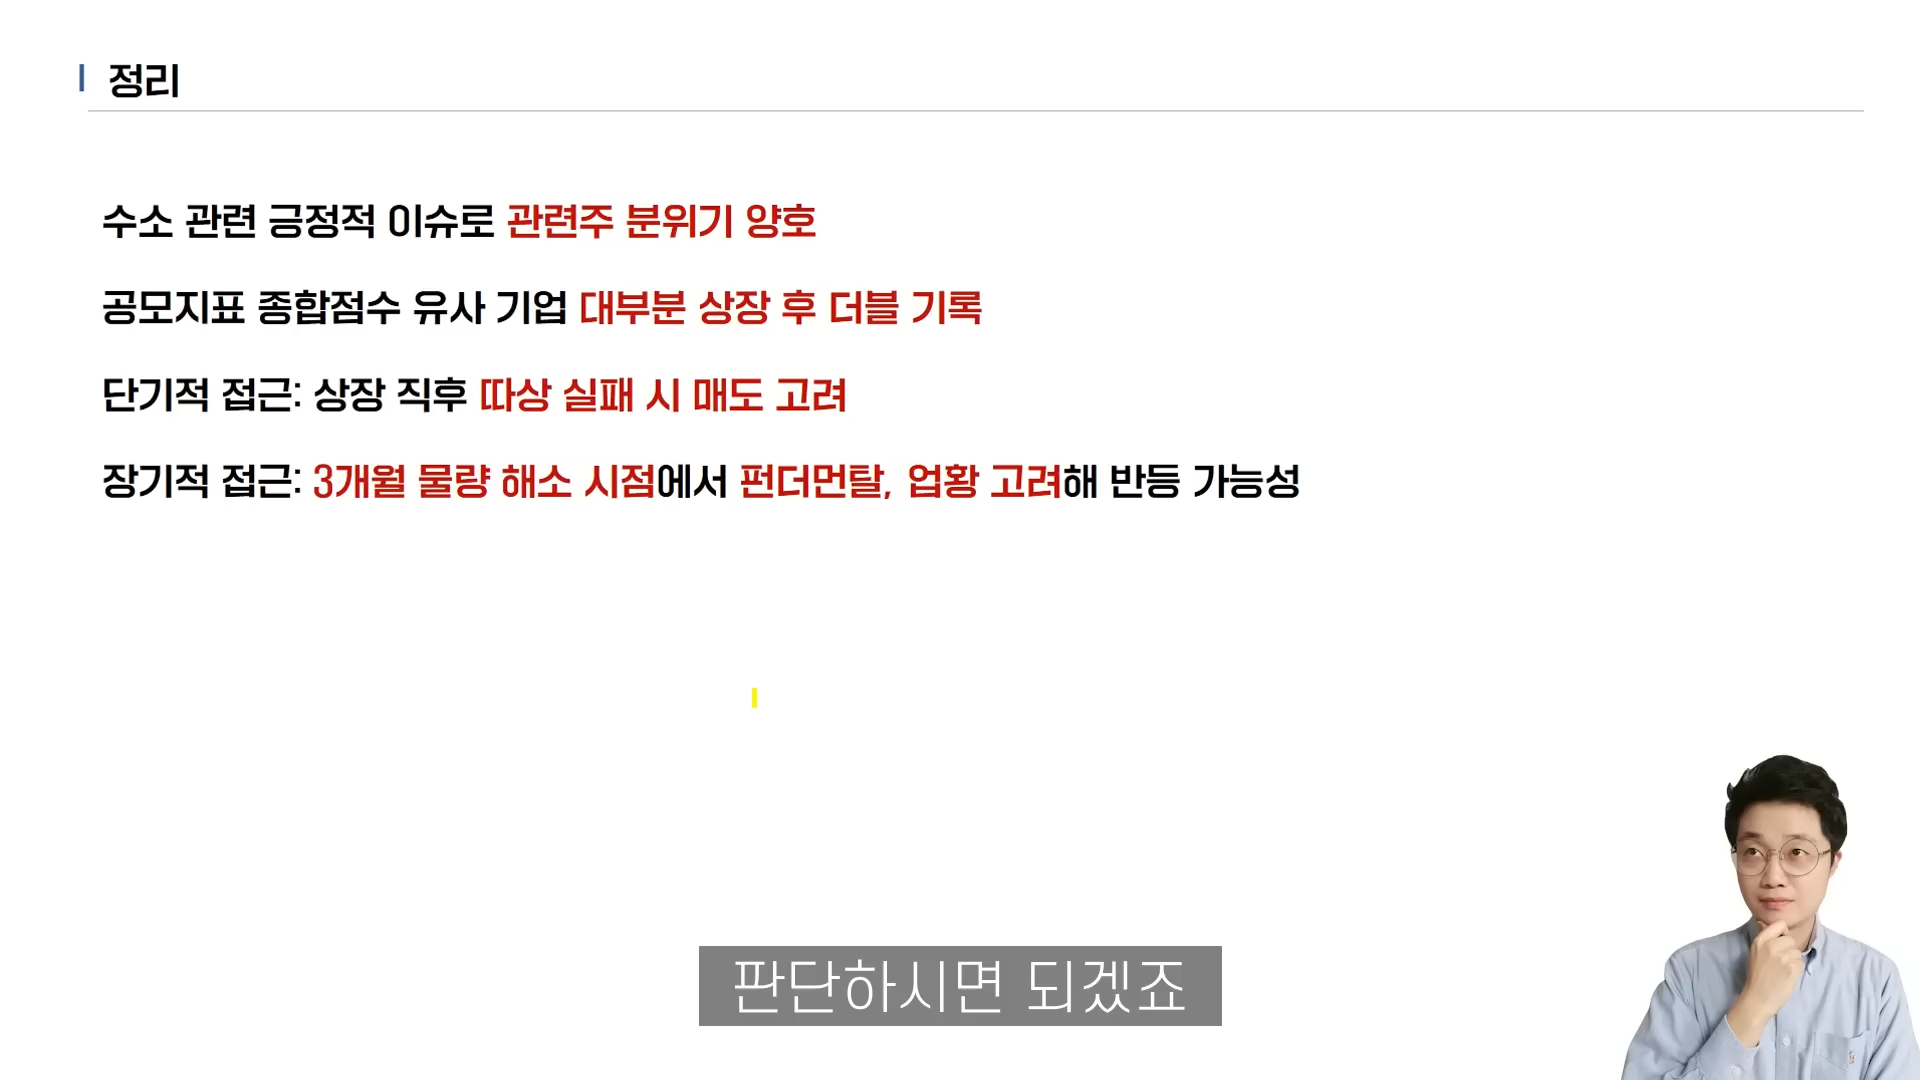 정리
수소 관련 긍정적 이슈로 관련주 분위기 양호
공모지표 종합점수 유사 기업 대부분 상장 후 더블 기록
단기적 접근: 상장 직후 따상 실패 시 매도 고려
장기적 접근: 3개월 물량 해소 시점에서 펀더먼탈, 업황 고려해 반등 가능성
판단하시면 되겠죠